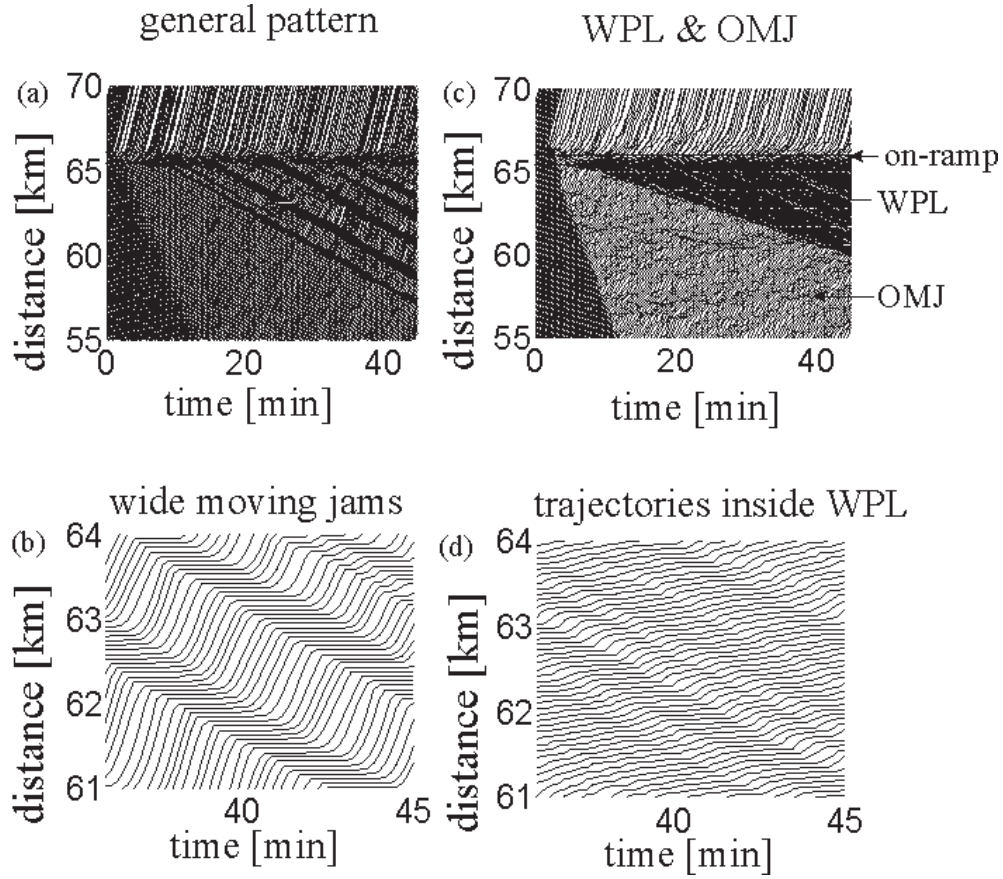 general pattern
WPL & OMJ
(a)
70
65
60
55
distance [km]
0
20
40
time [min]
(c)
70
65
60
55
distance [km]
0
20
40
time [min]
on-ramp
WPL
OMJ
wide moving jams
(b)
64
63
62
61
distance [km]
40
45
time [min]
trajectories inside WPL
(d)
64
63
62
61
distance [km]
40
45
time [min]